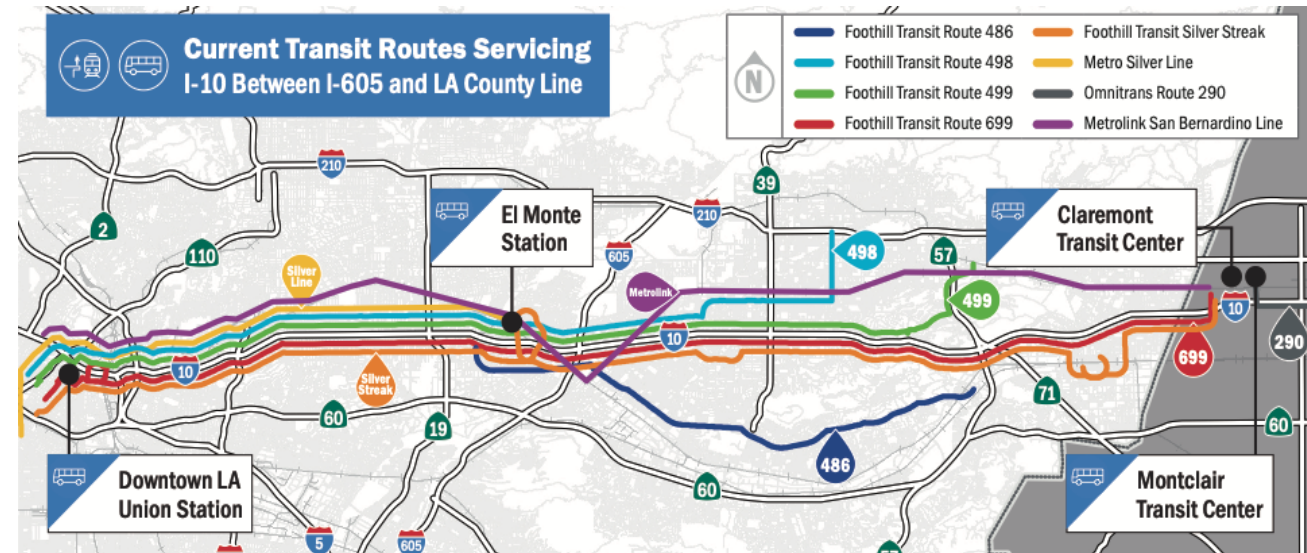 Current Transit Routes Servicing
I-10 Between I-605 and LA County Line
N
Foothill Transit Route 486
Foothill Transit Route 498
Foothill Transit Route 499
Foothill Transit Route 699
Foothill Transit Silver Streak
Metro Silver Line
Omnitrans Route 290
Metrolink San Bernardino Line
210
39
El Monte
Station
210
Claremont
Transit Center
2
110
605
498
57
Silver
Line
Metrolink
499
10
10
10
699
290
Silver
Streak
60
19
71
60
486
60
Downtown LA
Union Station
Montclair
Transit Center
5
605
57